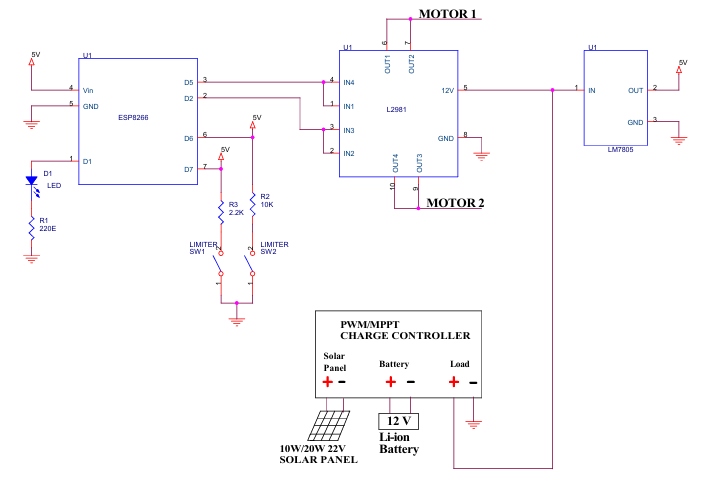 MOTOR 1
5V
U1
4
Vin
5
GND
ESP8266
D5
3
D2
2
D6
6
D7
7
1
D1
D1
LED
R1
220E
5V
5V
R3
2.2K
R2
10K
LIMITER
SW1
2
1
LIMITER
SW2
2
1
U1
6
7
OUT1
OUT2
4
IN4
1
IN1
3
IN3
2
IN2
L2981
12V
5
GND
8
OUT4
OUT3
10
9
MOTOR 2
U1
1
IN
OUT
2
GND
3
LM7805
5V
PWM/MPPT
CHARGE CONTROLLER
Solar
Panel
Battery
Load
+ -
+ -
+ -
12 V
Li-ion
Battery
10W/20W 22V
SOLAR PANEL